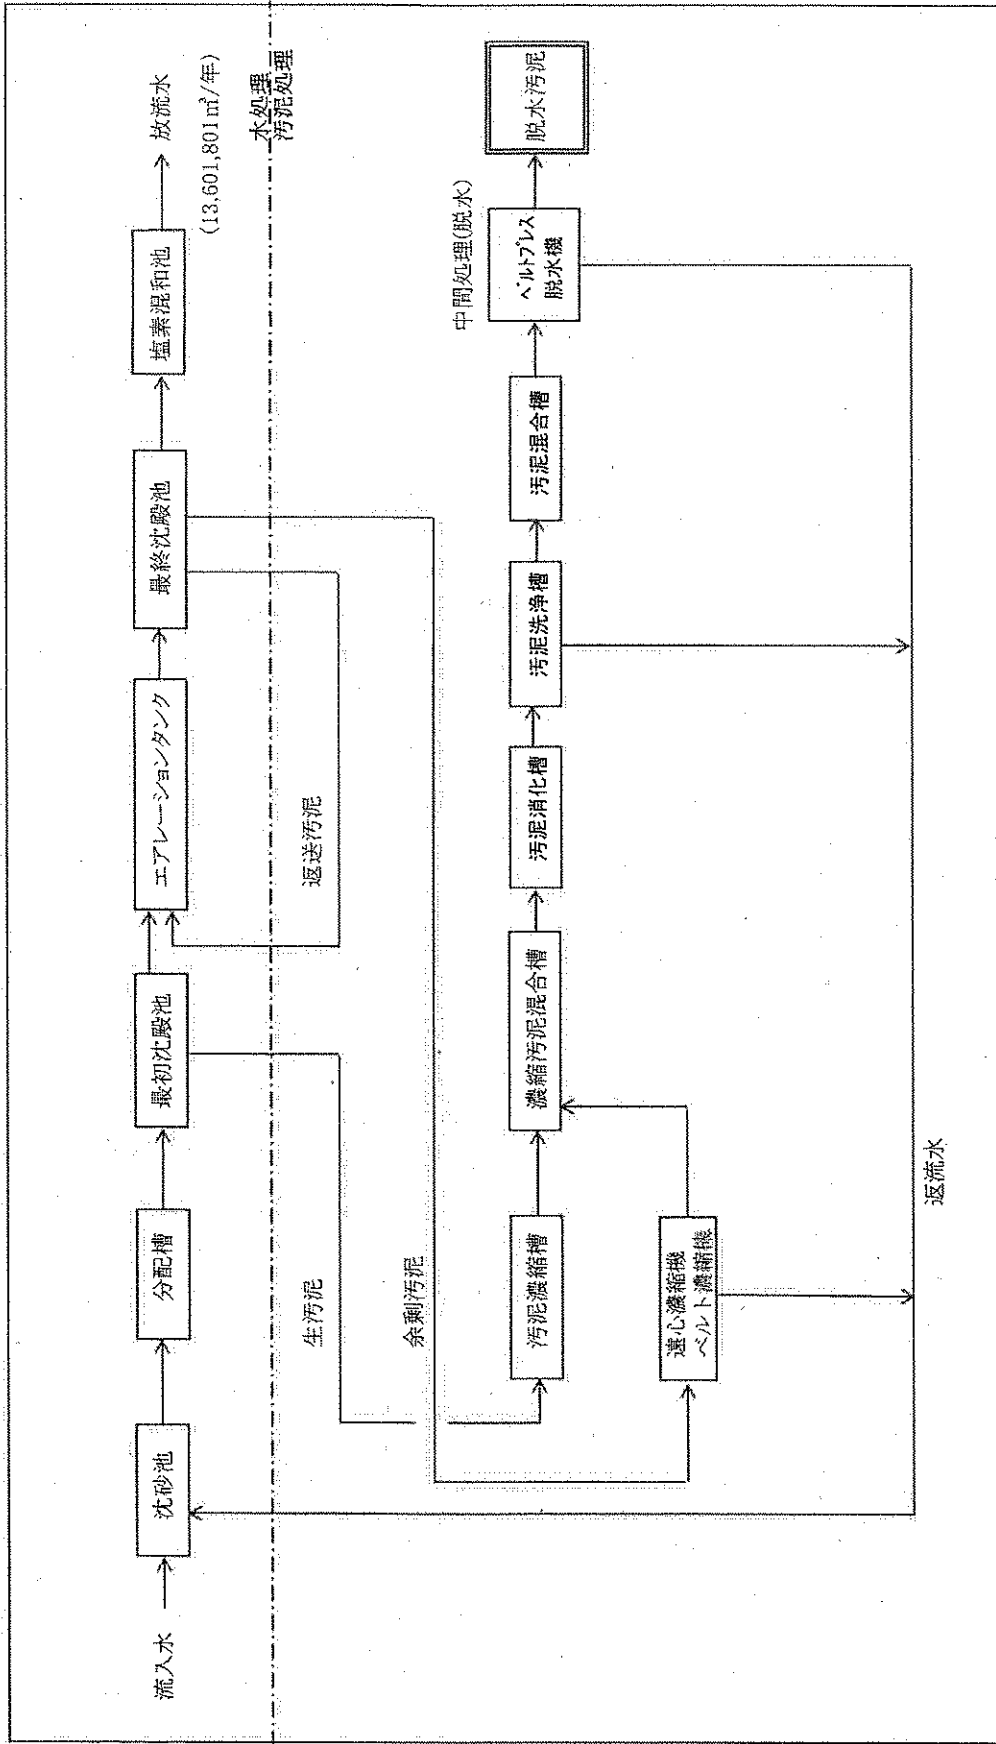 流入水
沈砂池
分配槽
最初沈殿池
エアレーションタンク
最終沈殿池
塩素混和池
放流水
(13,601,801㎥/年)
水処理
汚泥処理
生汚泥
返送汚泥
余剰汚泥
汚泥濃縮槽
濃縮汚泥混合槽
汚泥消化槽
汚泥洗浄槽
汚泥混合槽
中間処理(脱水)
ベルトプレス
脱水機
脱水汚泥
遠心濃縮機
ベルト濃縮機
返流水